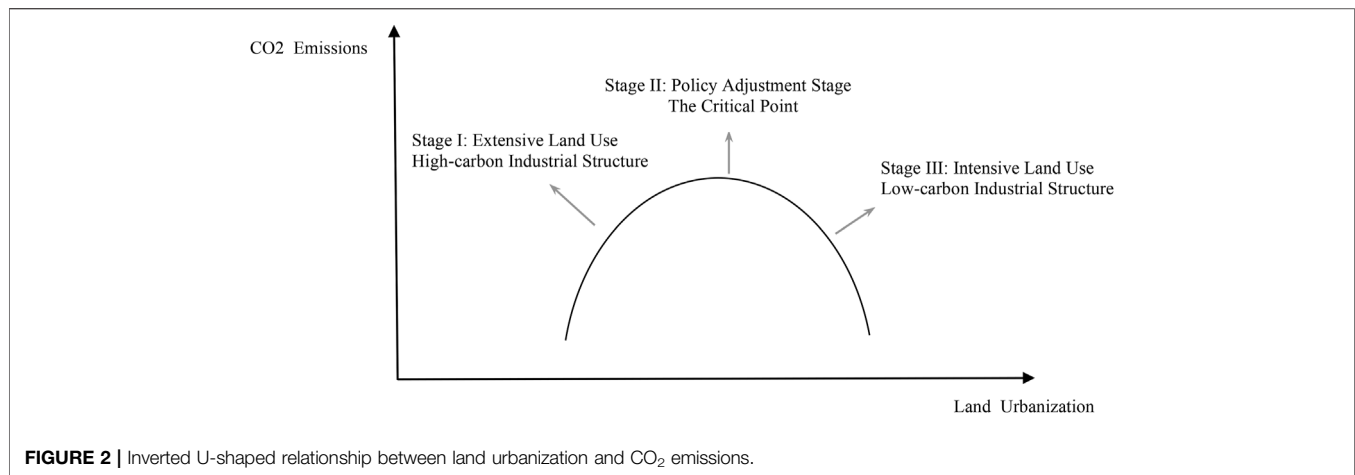 CO2 Emissions
Stage II: Policy Adjustment Stage
The Critical Point
Stage I: Extensive Land Use
High-carbon Industrial Structure
Stage III: Intensive Land Use
Low-carbon Industrial Structure
Land Urbanization
FIGURE 2 | Inverted U-shaped relationship between land urbanization and CO₂ emissions.